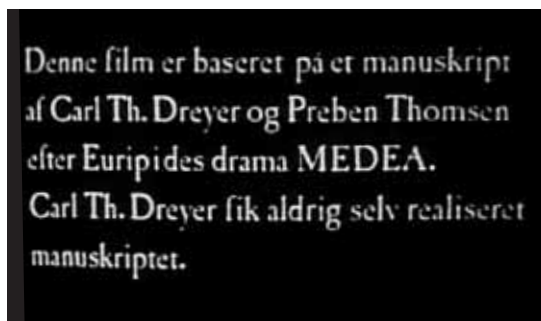 Denne film er baseret på et manuskript
af Carl Th. Dreyer og Preben Thomsen
efter Euripides drama MEDEA.
Carl Th. Dreyer fik aldrig selv realiseret
manuskriptet.